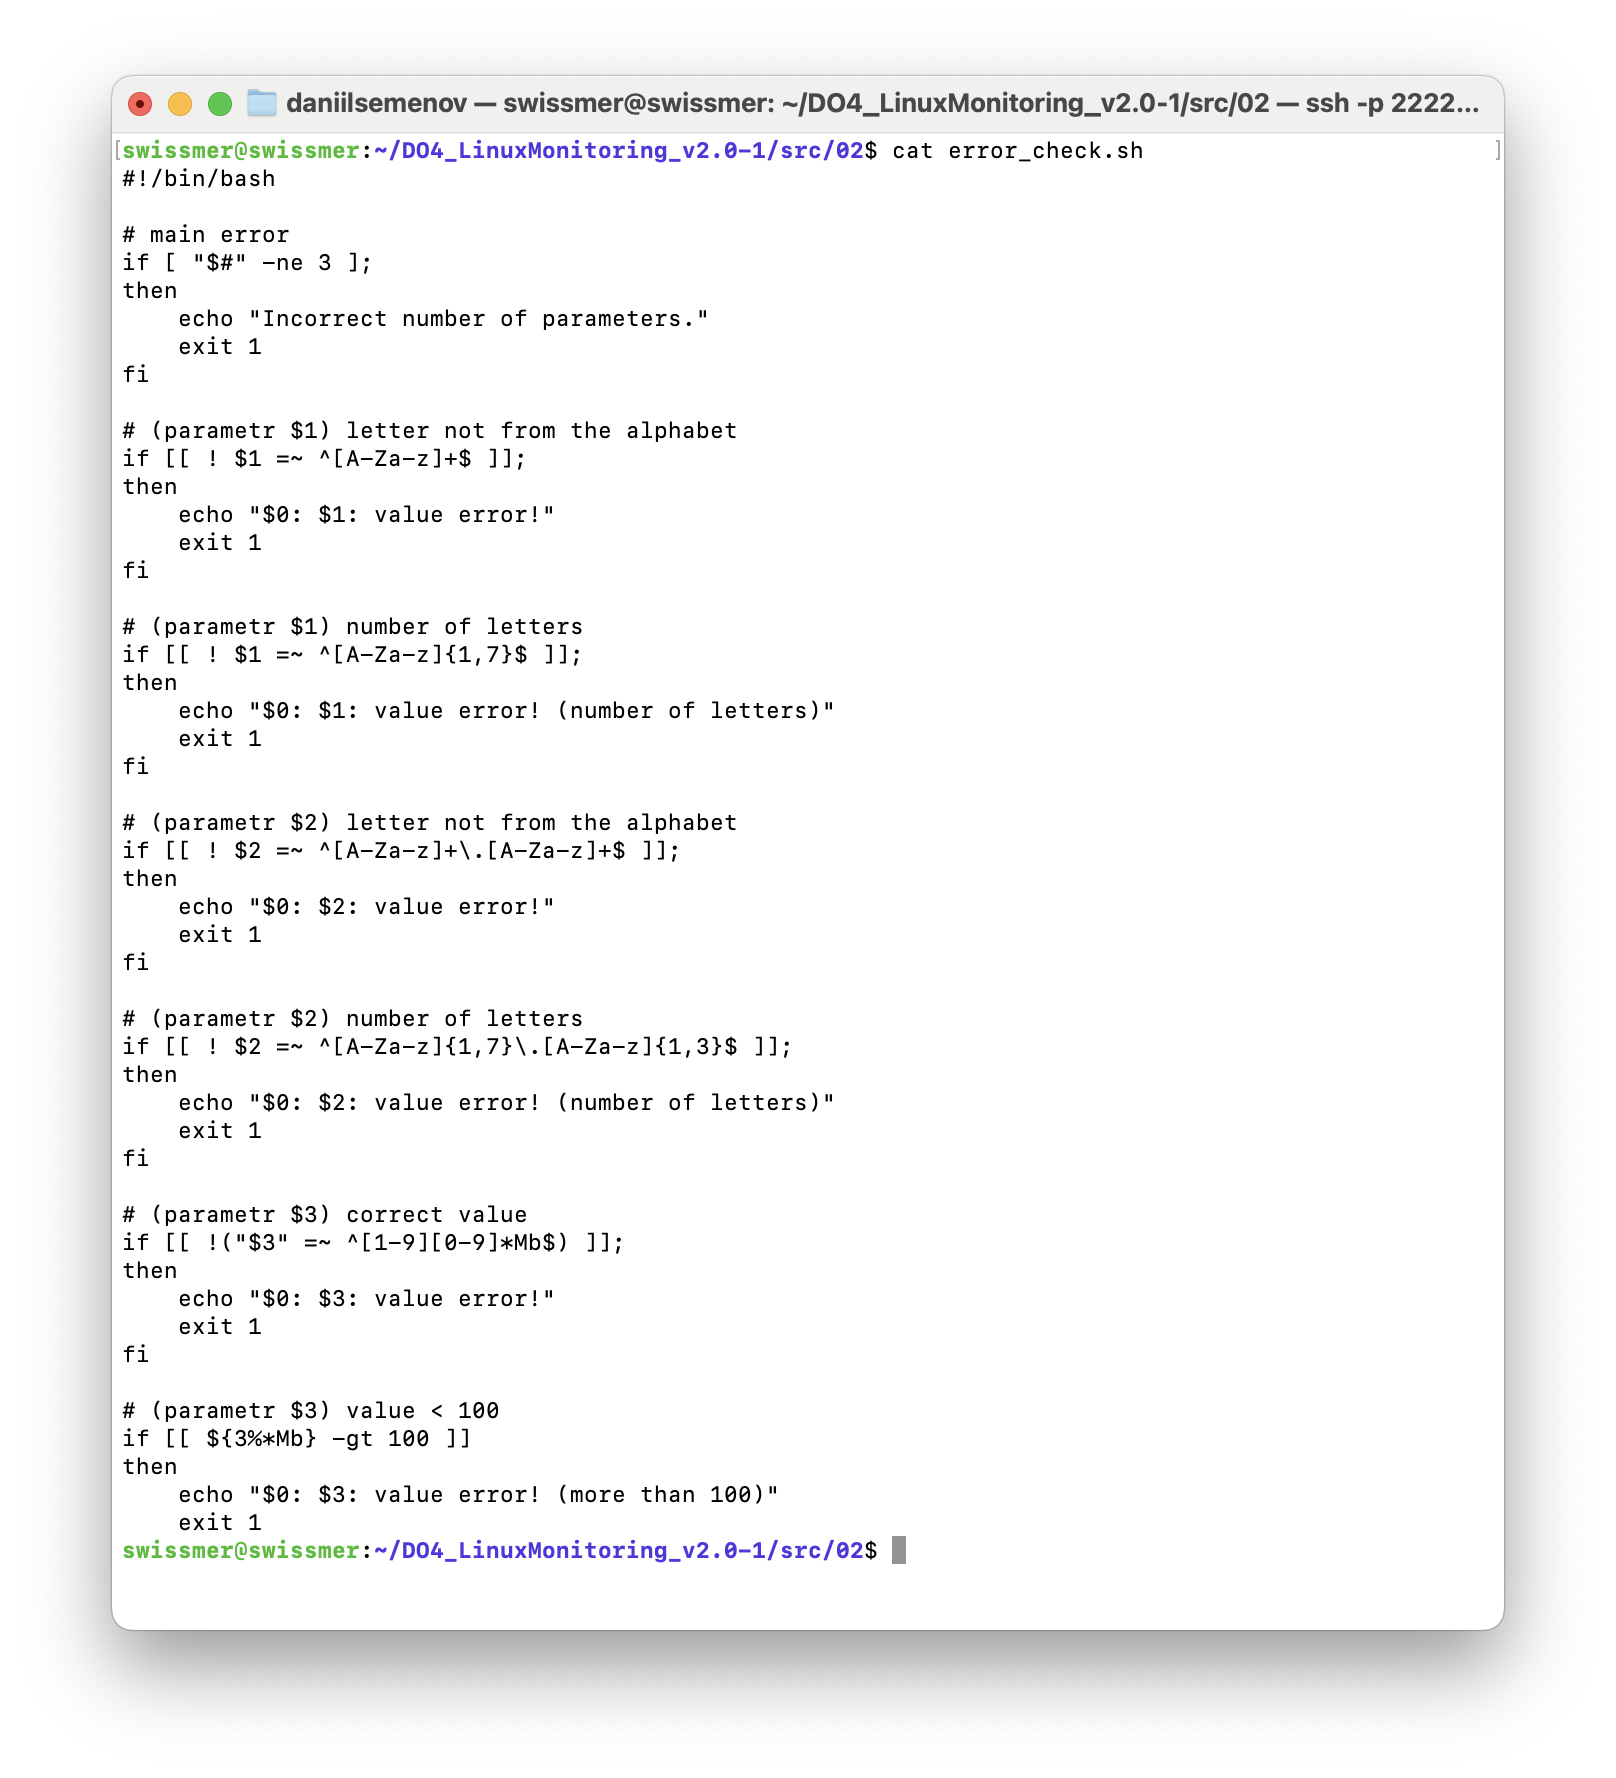 daniilsemenov — swissmer@swissmer: ~/DO4_LinuxMonitoring_v2.0-1/src/02 — ssh -p 2222...
[swissmer@swissmer:~/DO4_LinuxMonitoring_v2.0-1/src/02$ cat error_check.sh ]
#!/bin/bash

# main error
if [ "$#" -ne 3 ];
then
    echo "Incorrect number of parameters."
    exit 1
fi

# (parametr $1) letter not from the alphabet
if [[ ! $1 =~ ^[A-Za-z]+$ ]];
then
    echo "$0: $1: value error!"
    exit 1
fi

# (parametr $1) number of letters
if [[ ! $1 =~ ^[A-Za-z]{1,7}$ ]];
then
    echo "$0: $1: value error! (number of letters)"
    exit 1
fi

# (parametr $2) letter not from the alphabet
if [[ ! $2 =~ ^[A-Za-z]+\.[A-Za-z]+$ ]];
then
    echo "$0: $2: value error!"
    exit 1
fi

# (parametr $2) number of letters
if [[ ! $2 =~ ^[A-Za-z]{1,7}\.[A-Za-z]{1,3}$ ]];
then
    echo "$0: $2: value error! (number of letters)"
    exit 1
fi

# (parametr $3) correct value
if [[ !("$3" =~ ^[1-9][0-9]*Mb$) ]];
then
    echo "$0: $3: value error!"
    exit 1
fi

# (parametr $3) value < 100
if [[ ${3%*Mb} -gt 100 ]]
then
    echo "$0: $3: value error! (more than 100)"
    exit 1
swissmer@swissmer:~/DO4_LinuxMonitoring_v2.0-1/src/02$